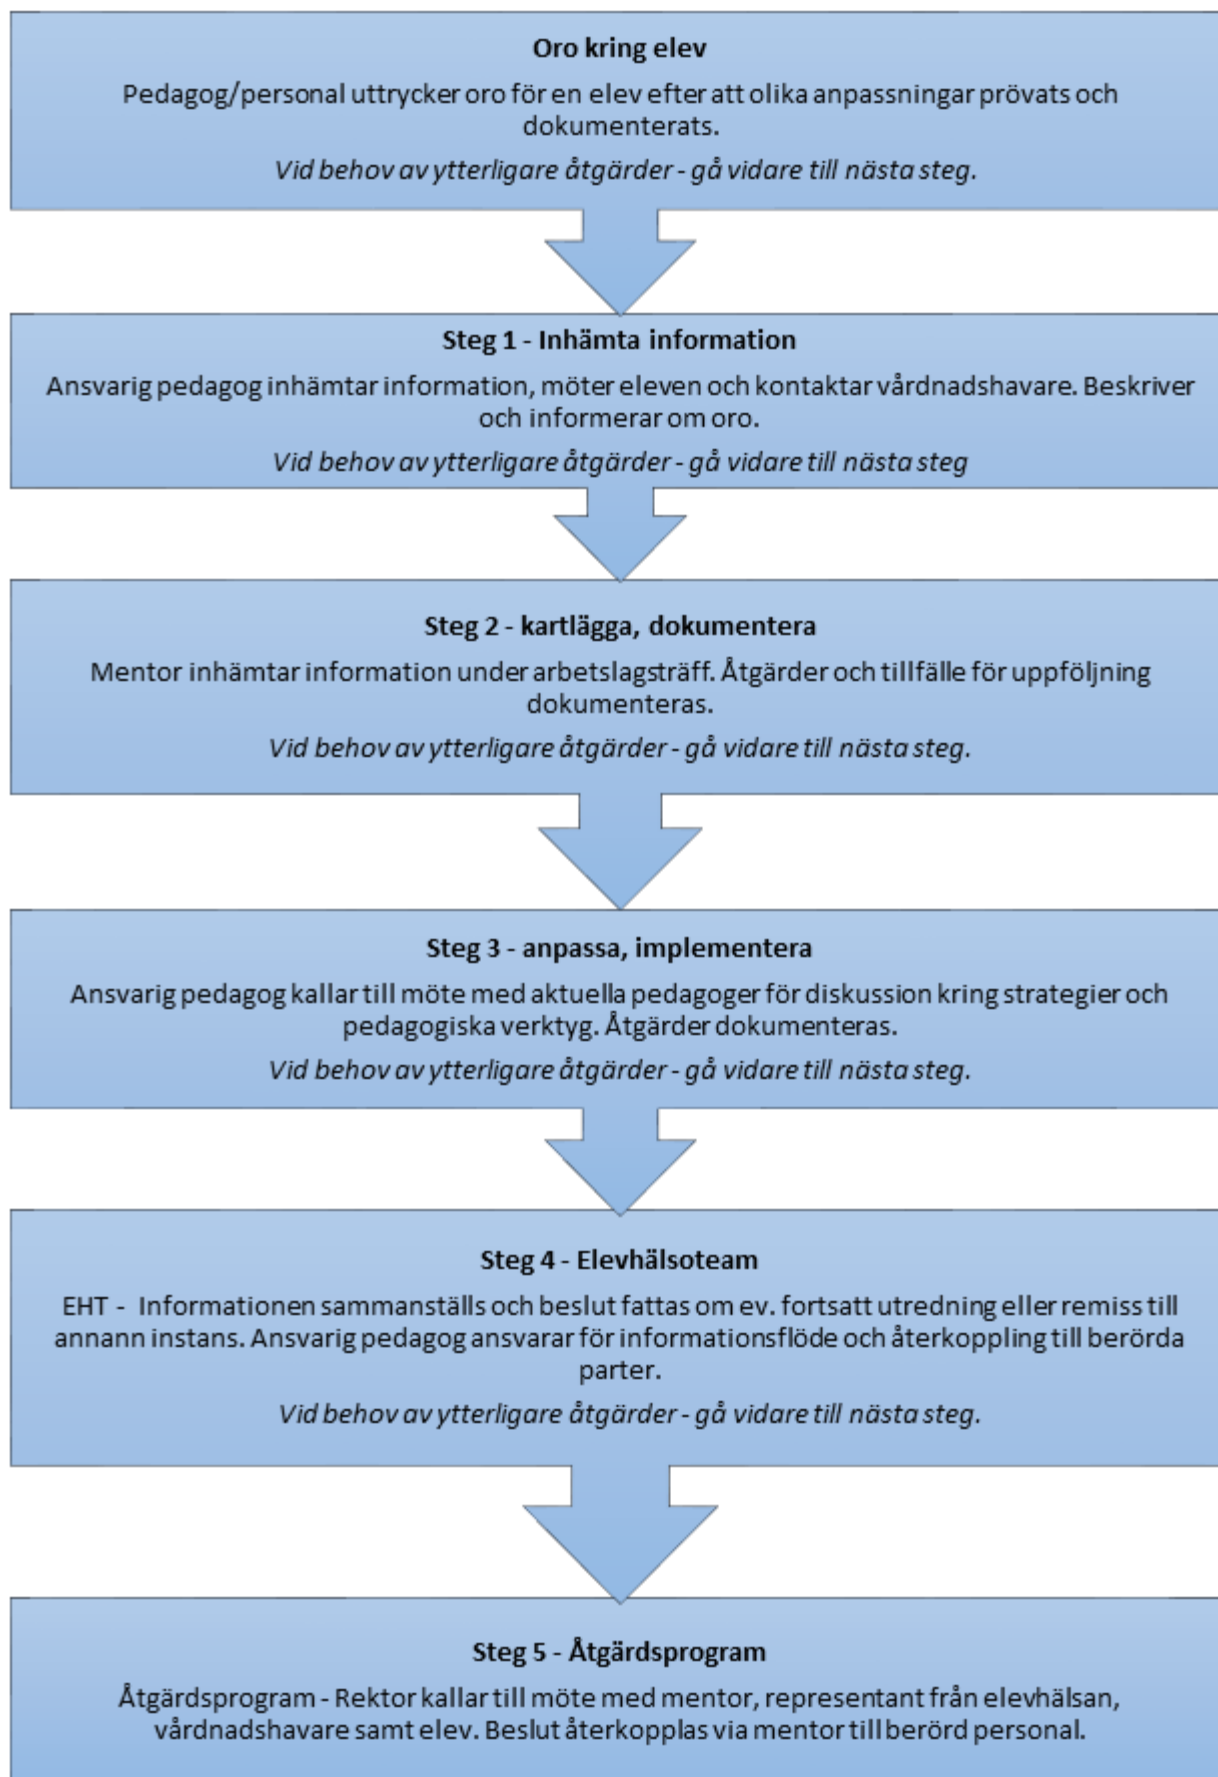 Oro kring elev
Pedagog/personal uttrycker oro för en elev efter att olika anpassningar prövats och
dokumenterats.
Vid behov av ytterligare åtgärder - gå vidare till nästa steg.
Steg 1 - Inhämta information
Ansvarig pedagog inhämtar information, möter eleven och kontaktar vårdnadshavare. Beskriver
och informerar om oro.
Vid behov av ytterligare åtgärder - gå vidare till nästa steg
Steg 2 - kartlägga, dokumentera
Mentor inhämtar information under arbetslagsträff. Åtgärder och tillfälle för uppföljning
dokumenteras.
Vid behov av ytterligare åtgärder - gå vidare till nästa steg.
Steg 3 - anpassa, implementera
Ansvarig pedagog kallar till möte med aktuella pedagoger för diskussion kring strategier och
pedagogiska verktyg. Åtgärder dokumenteras.
Vid behov av ytterligare åtgärder - gå vidare till nästa steg.
Steg 4 - Elevhälsoteam
EHT - Informationen sammanställs och beslut fattas om ev. fortsatt utredning eller remiss till
annann instans. Ansvarig pedagog ansvarar för informationsflöde och återkoppling till berörda
parter.
Vid behov av ytterligare åtgärder - gå vidare till nästa steg.
Steg 5 - Åtgärdsprogram
Åtgärdsprogram - Rektor kallar till möte med mentor, representant från elevhälsan,
vårdnadshavare samt elev. Beslut återkopplas via mentor till berörd personal.